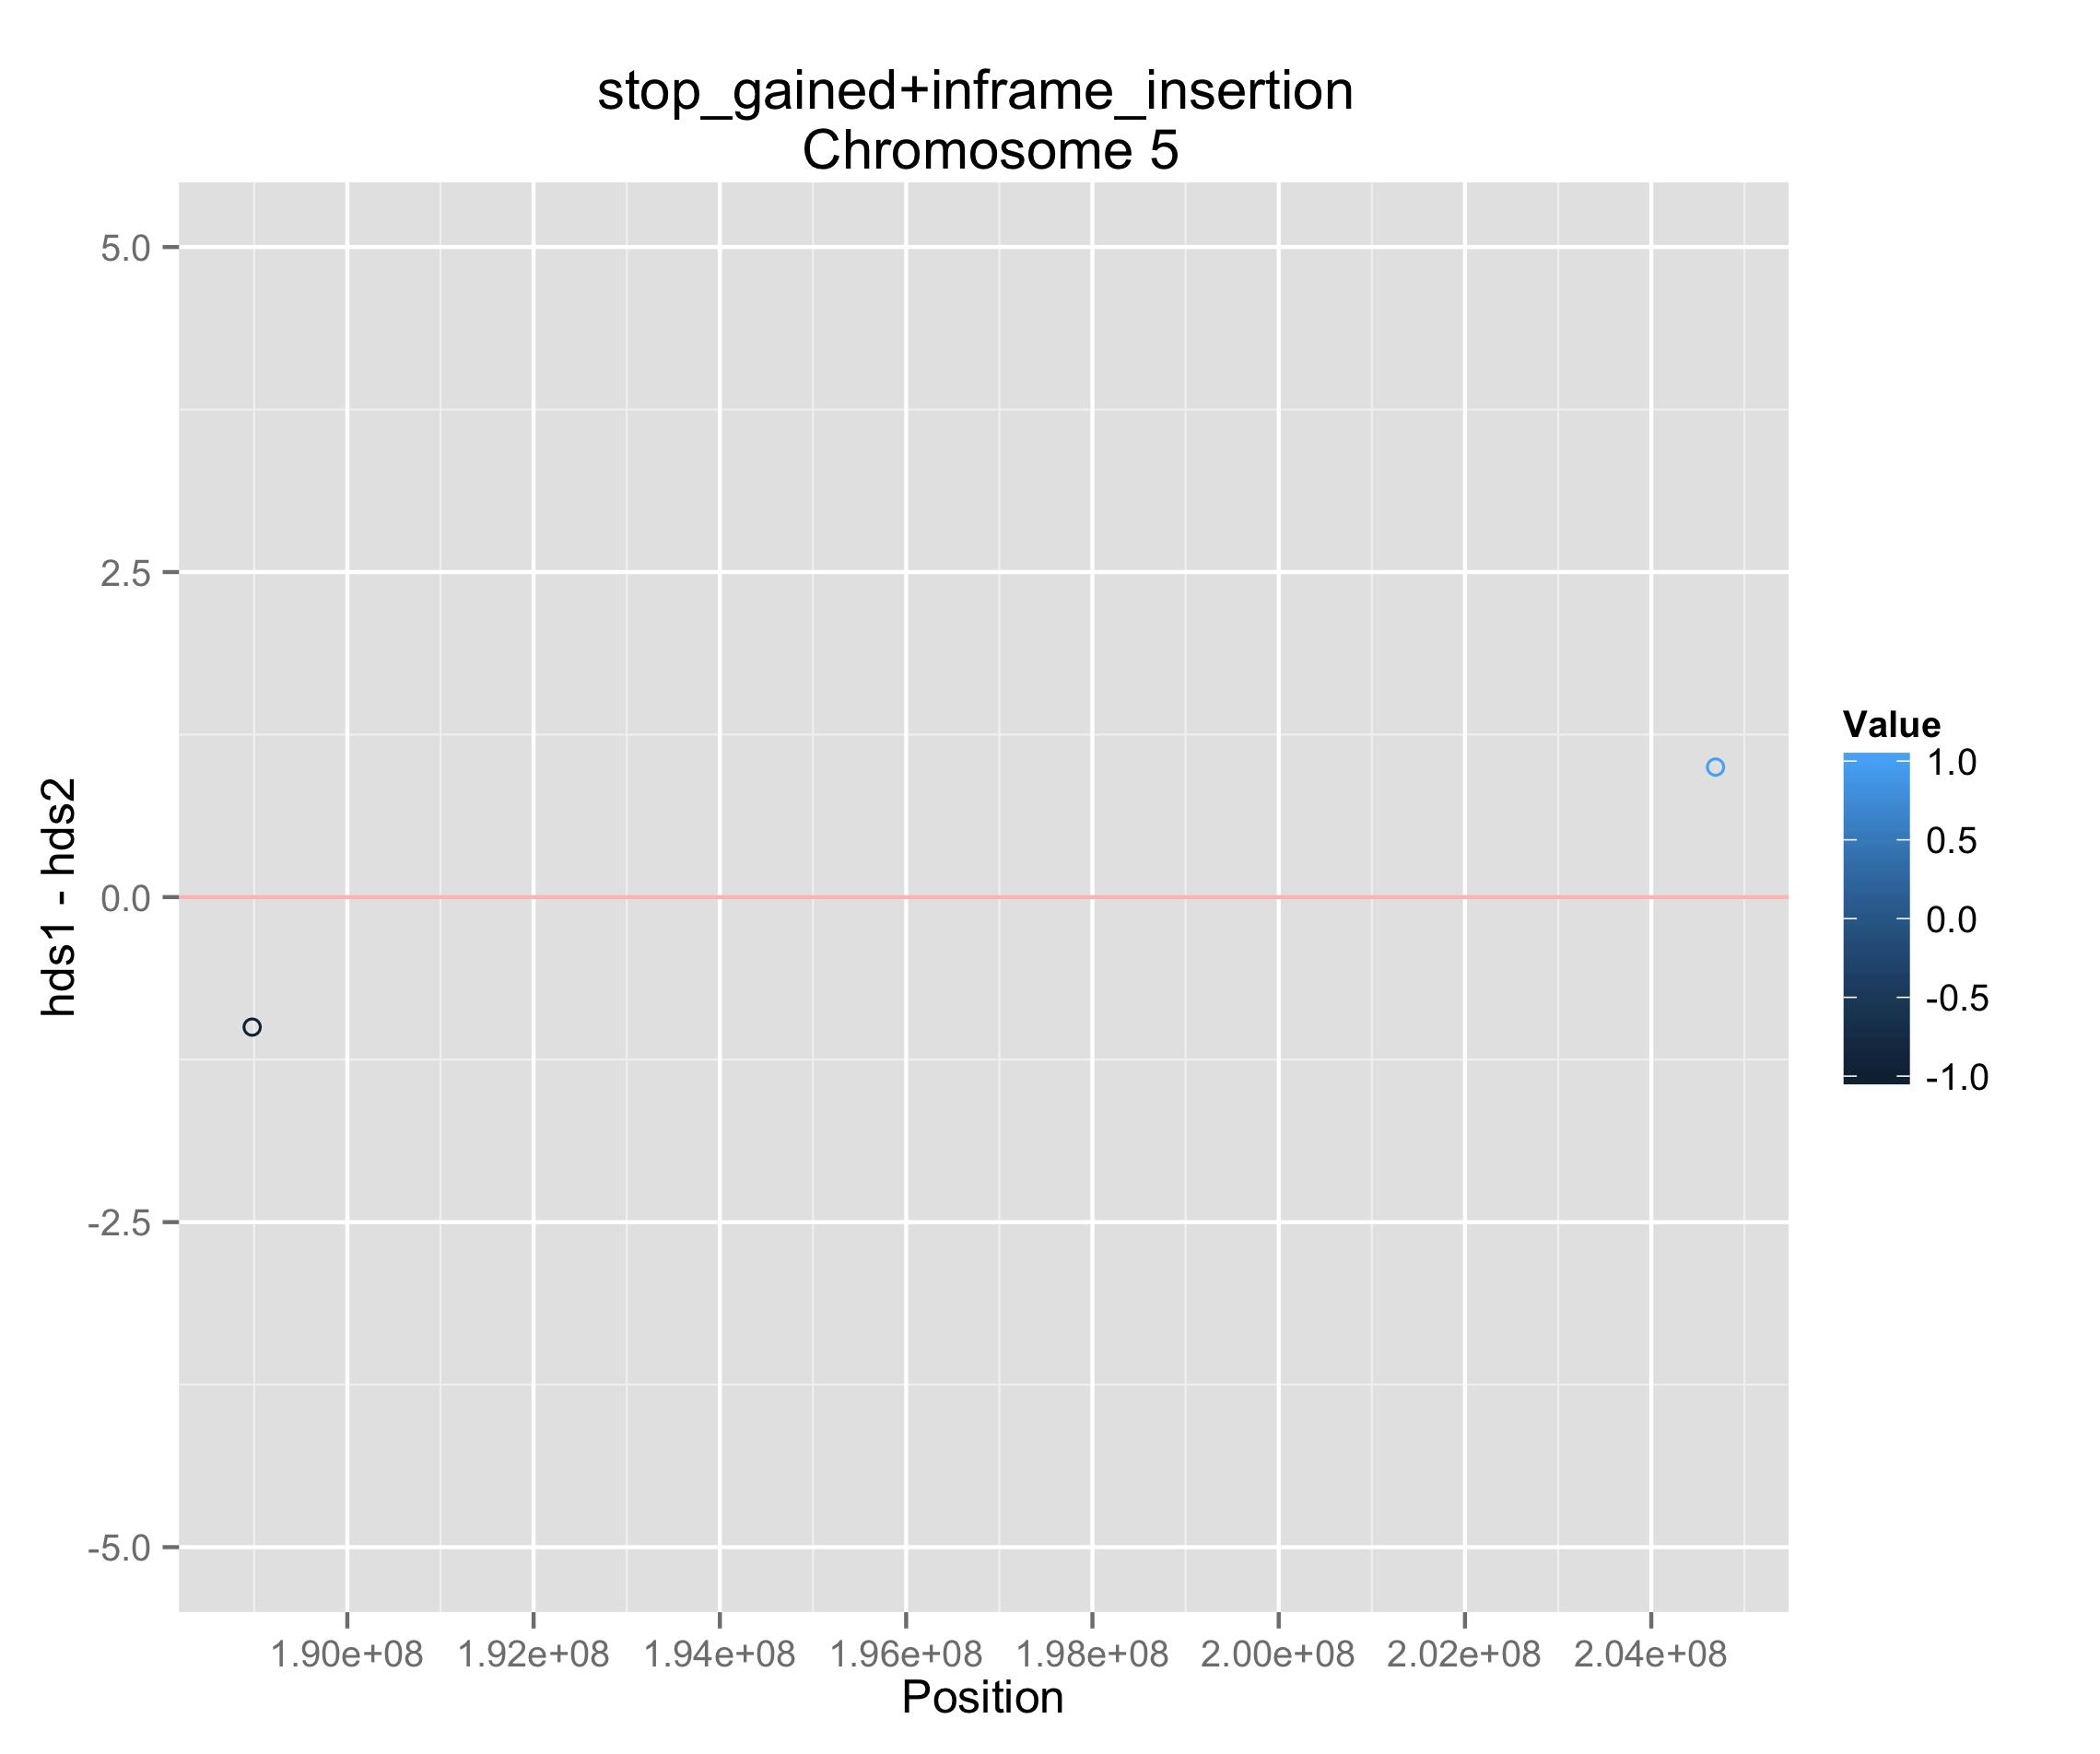 stop_gained+inframe_insertion
Chromosome 5
hds1 - hds2
5.0
2.5
0.0
-2.5
-5.0
1.90e+08 1.92e+08 1.94e+08 1.96e+08 1.98e+08 2.00e+08 2.02e+08 2.04e+08
Position
Value
1.0
0.5
0.0
-0.5
-1.0